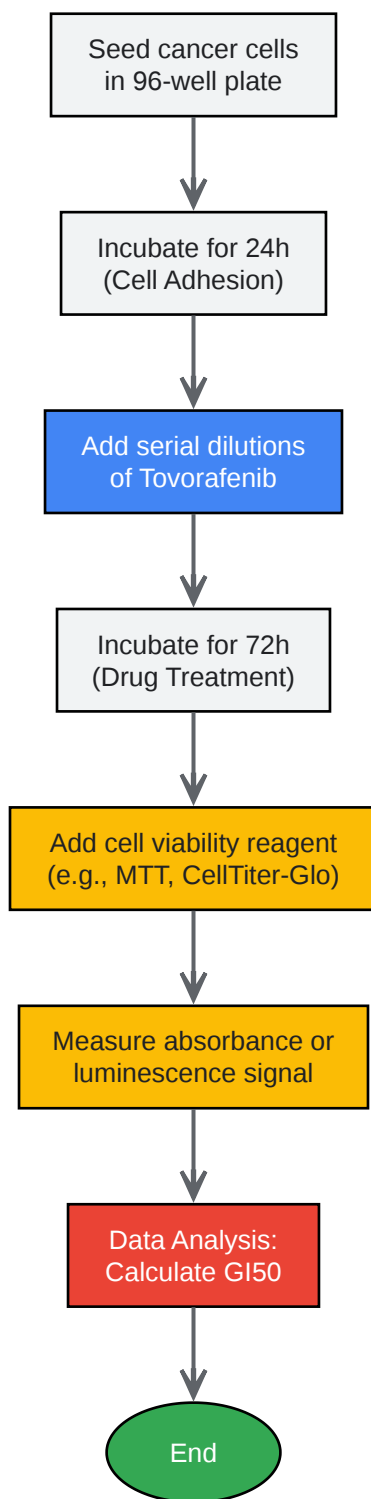 Seed cancer cells
in 96-well plate
Incubate for 24h
(Cell Adhesion)
Add serial dilutions
of Tovorafenib
Incubate for 72h
(Drug Treatment)
Add cell viability reagent
(e.g., MTT, CellTiter-Glo)
Measure absorbance or
luminescence signal
Data Analysis:
Calculate GI50
End